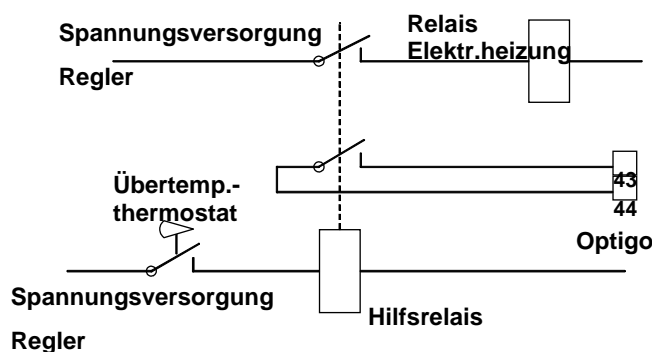 Spannungsversorgung
Regler
Relais
Elektr.heizung
Übertemp.-
thermostat
43
44
Optigo
Spannungsversorgung
Regler
Hilfsrelais